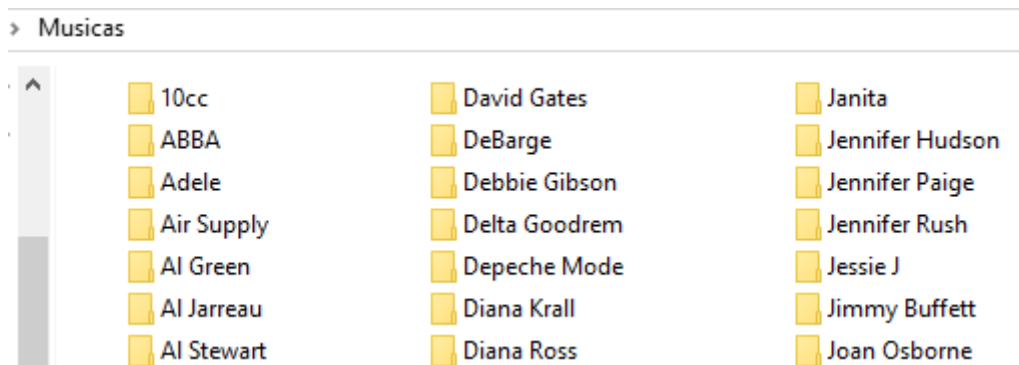 Musicas
10cc
ABBA
Adele
Air Supply
Al Green
Al Jarreau
Al Stewart
David Gates
DeBarge
Debbie Gibson
Delta Goodrem
Depeche Mode
Diana Krall
Diana Ross
Janita
Jennifer Hudson
Jennifer Paige
Jennifer Rush
Jessie J
Jimmy Buffett
Joan Osborne